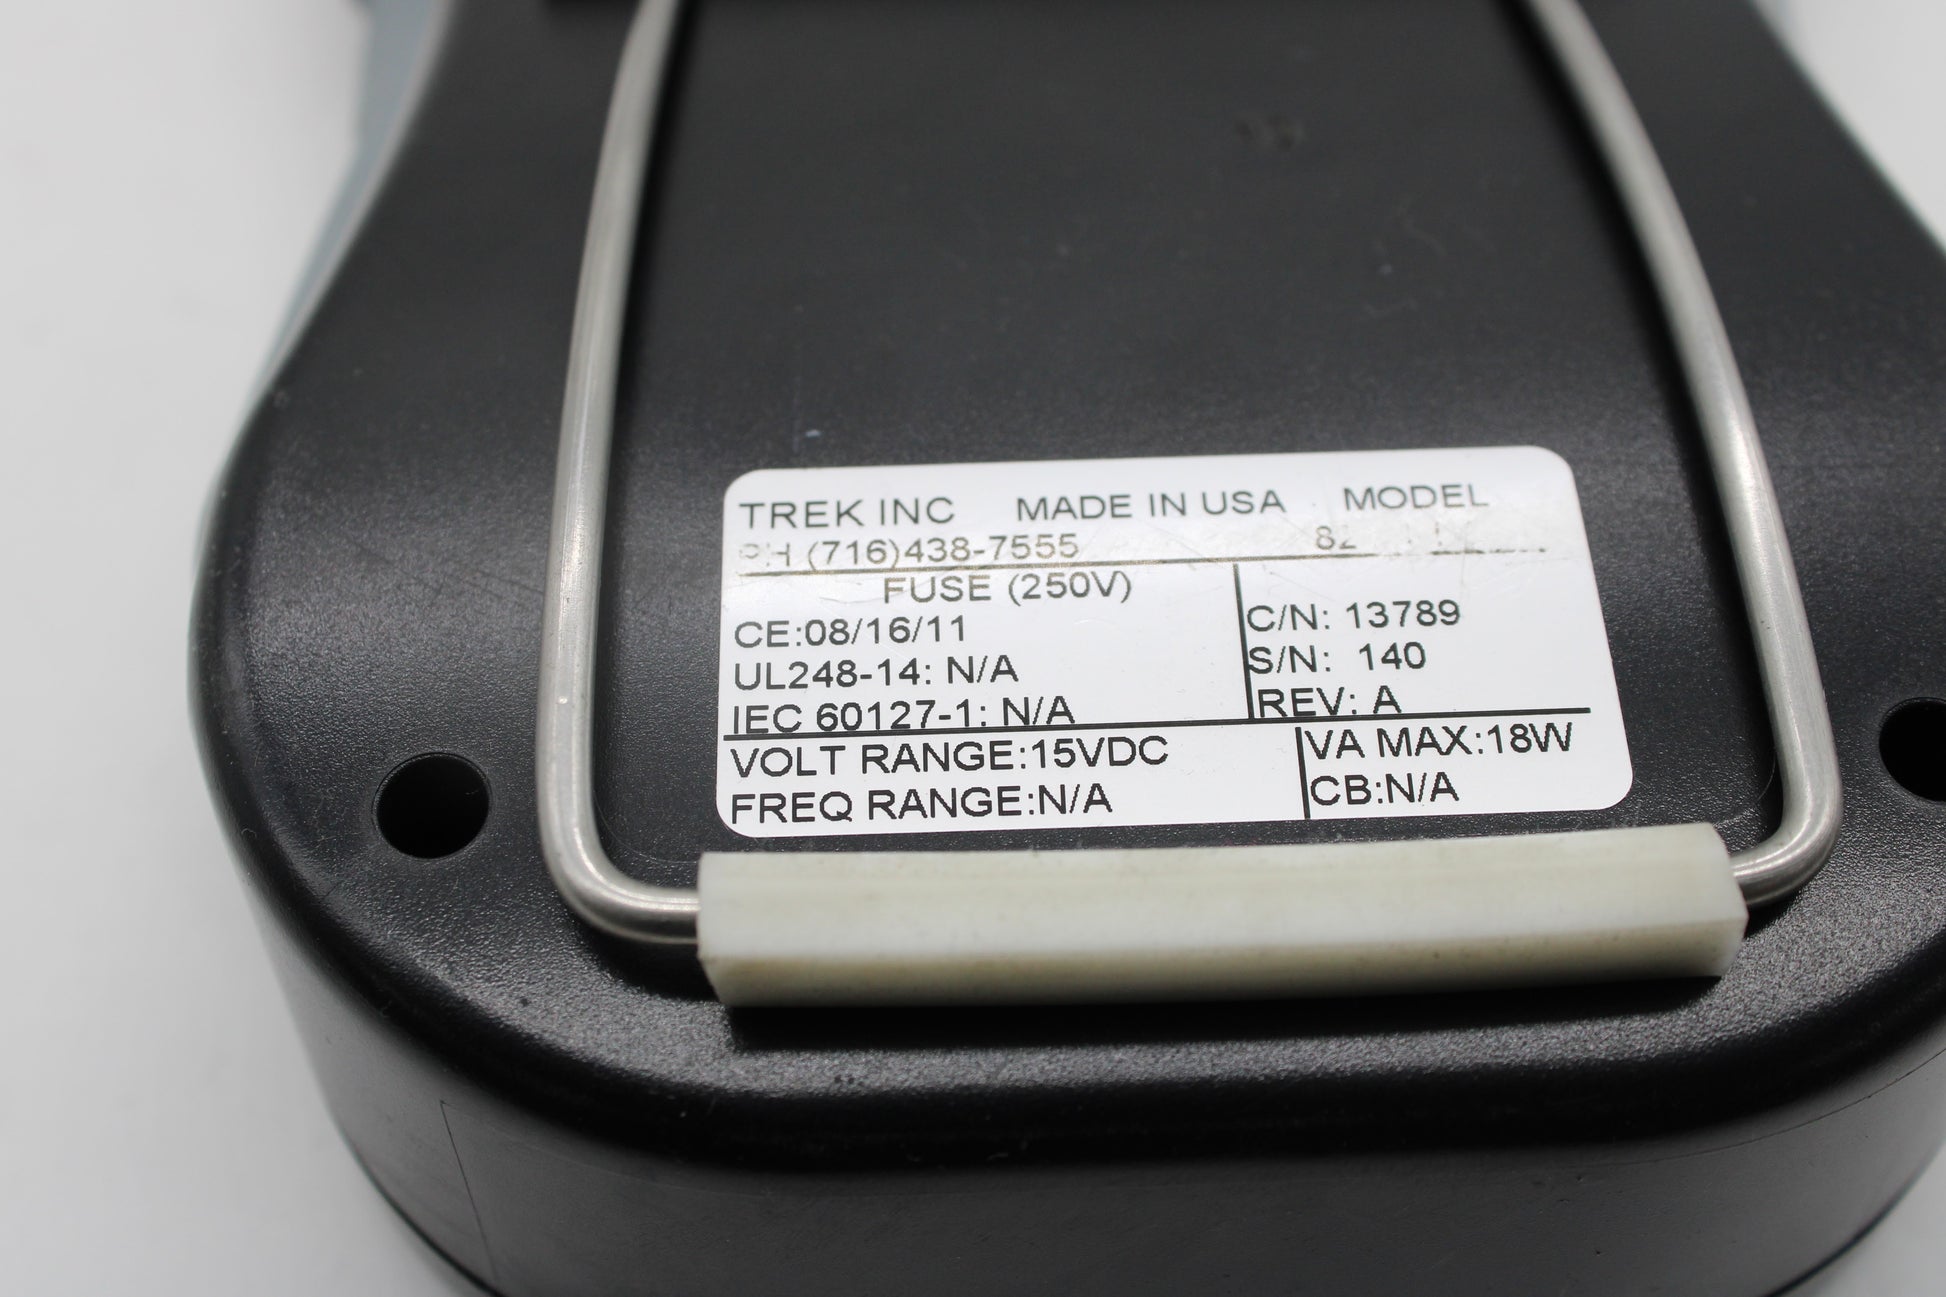 TREK INC MADE IN USA MODEL
PH (716)438-7555
FUSE (250V)
CE:08/16/11
C/N: 13789
UL248-14: N/A
S/N: 140
IEC 60127-1: N/A
REV: A
VOLT RANGE:15VDC
VA MAX:18W
FREQ RANGE:N/A
CB:N/A